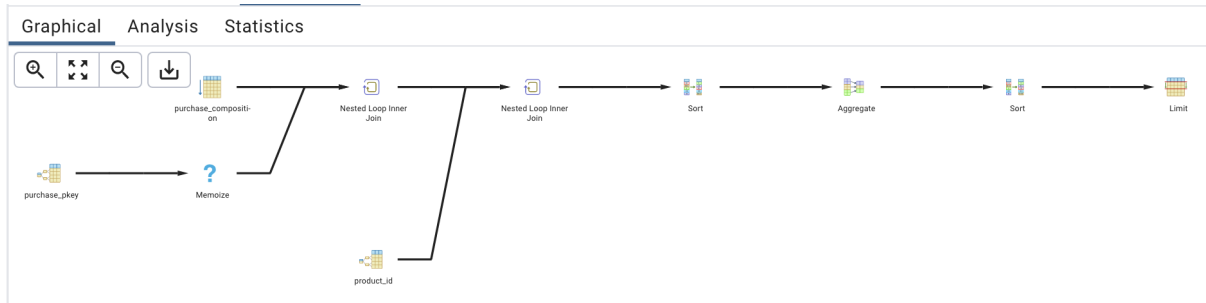 Graphical Analysis Statistics
purchase_compositi-
on
Nested Loop Inner
Join
Nested Loop Inner
Join
Sort
Aggregate
Sort
Limit
purchase_pkey
?
Memoize
product_id